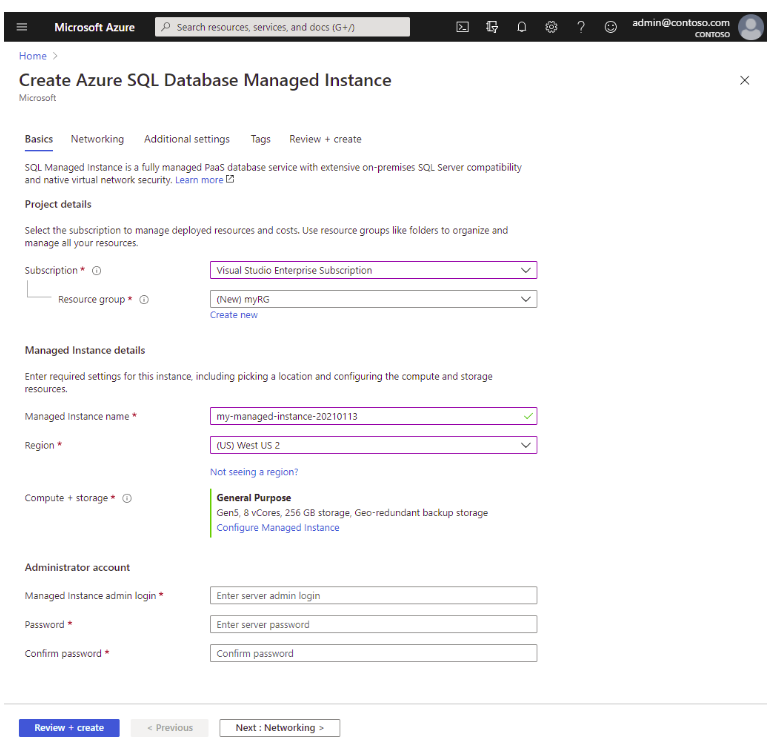 Microsoft Azure
Search resources, services, and docs (G+/)
admin@contoso.com
CONTOSO
Home >
Create Azure SQL Database Managed Instance
Microsoft
Basics Networking Additional settings Tags Review + create
SQL Managed Instance is a fully managed PaaS database service with extensive on-premises SQL Server compatibility
and native virtual network security. Learn more
Project details
Select the subscription to manage deployed resources and costs. Use resource groups like folders to organize and
manage all your resources.
Subscription * Visual Studio Enterprise Subscription
Resource group * (New) myRG
Create new
Managed Instance details
Enter required settings for this instance, including picking a location and configuring the compute and storage
resources.
Managed Instance name * my-managed-instance-20210113
Region * (US) West US 2
Not seeing a region?
Compute + storage * General Purpose
Gen5, 8 vCores, 256 GB storage, Geo-redundant backup storage
Configure Managed Instance
Administrator account
Managed Instance admin login * Enter server admin login
Password * Enter server password
Confirm password * Confirm password
Review + create < Previous Next : Networking >